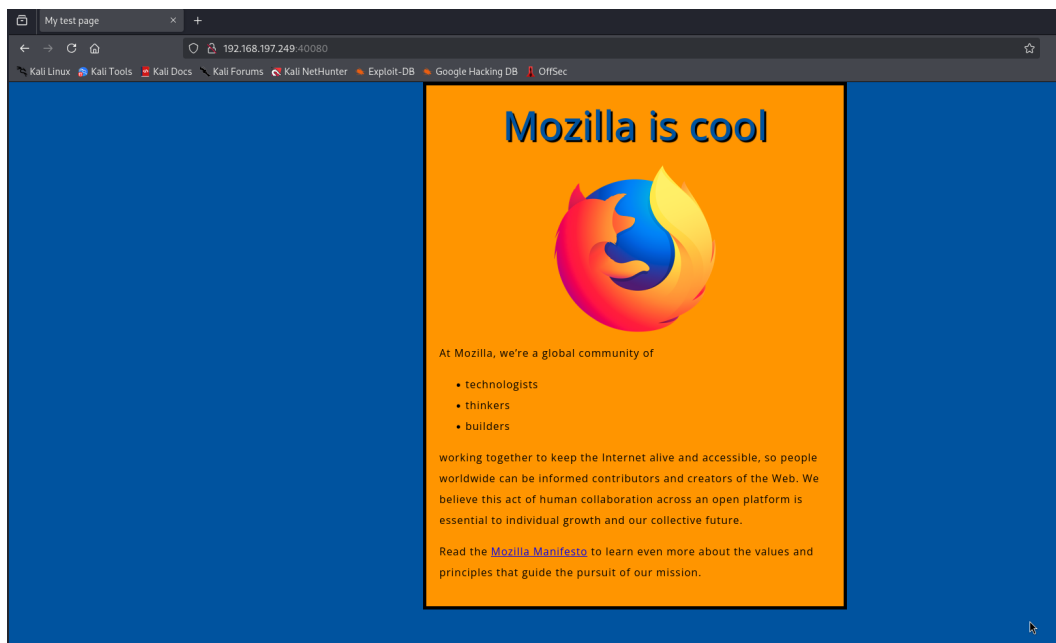 My test page
192.168.197.249:40080
Kali Linux Kali Tools Kali Docs Kali Forums Kali NetHunter Exploit-DB Google Hacking DB OffSec
Mozilla is cool
At Mozilla, we’re a global community of
• technologists
• thinkers
• builders
working together to keep the Internet alive and accessible, so people
worldwide can be informed contributors and creators of the Web. We
believe this act of human collaboration across an open platform is
essential to individual growth and our collective future.
Read the Mozilla Manifesto to learn even more about the values and
principles that guide the pursuit of our mission.